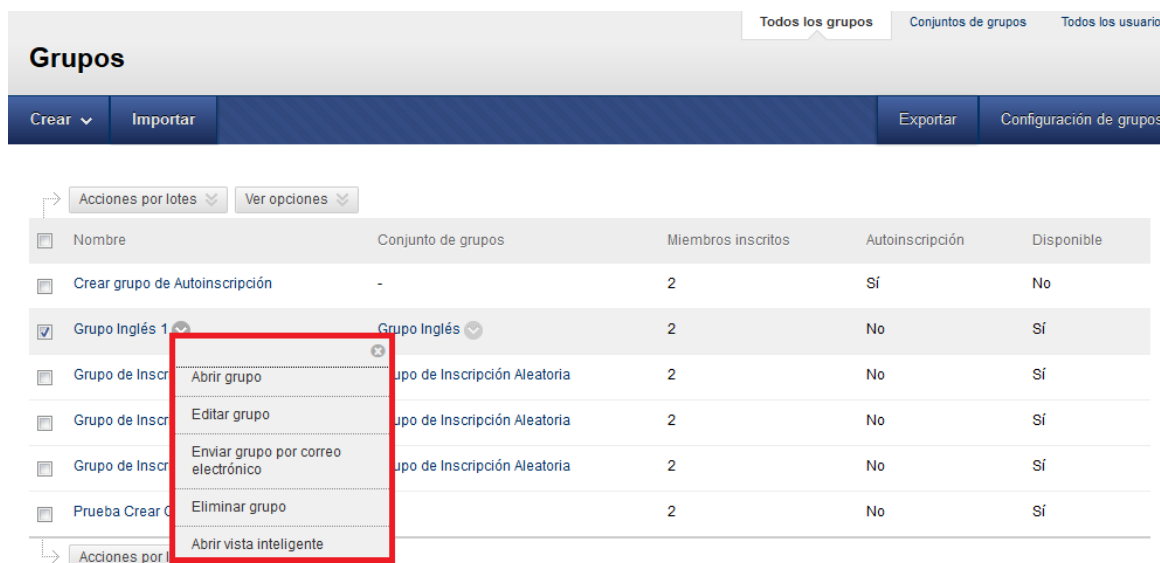 Todos los grupos Conjuntos de grupos Todos los usuario
Grupos
Crear Importar Exportar Configuración de grupos
Acciones por lotes Ver opciones
Nombre Conjunto de grupos Miembros inscritos Autoinscripción Disponible
Crear grupo de Autoinscripción - 2 Sí No
Grupo Inglés 1 Grupo Inglés 2 No Sí
Grupo de Inscr upo de Inscripción Aleatoria 2 No Sí
Grupo de Inscr upo de Inscripción Aleatoria 2 No Sí
Grupo de Inscr upo de Inscripción Aleatoria 2 No Sí
Prueba Crear 2 No Sí
Acciones por l
Abrir grupo
Editar grupo
Enviar grupo por correo
electrónico
Eliminar grupo
Abrir vista inteligente